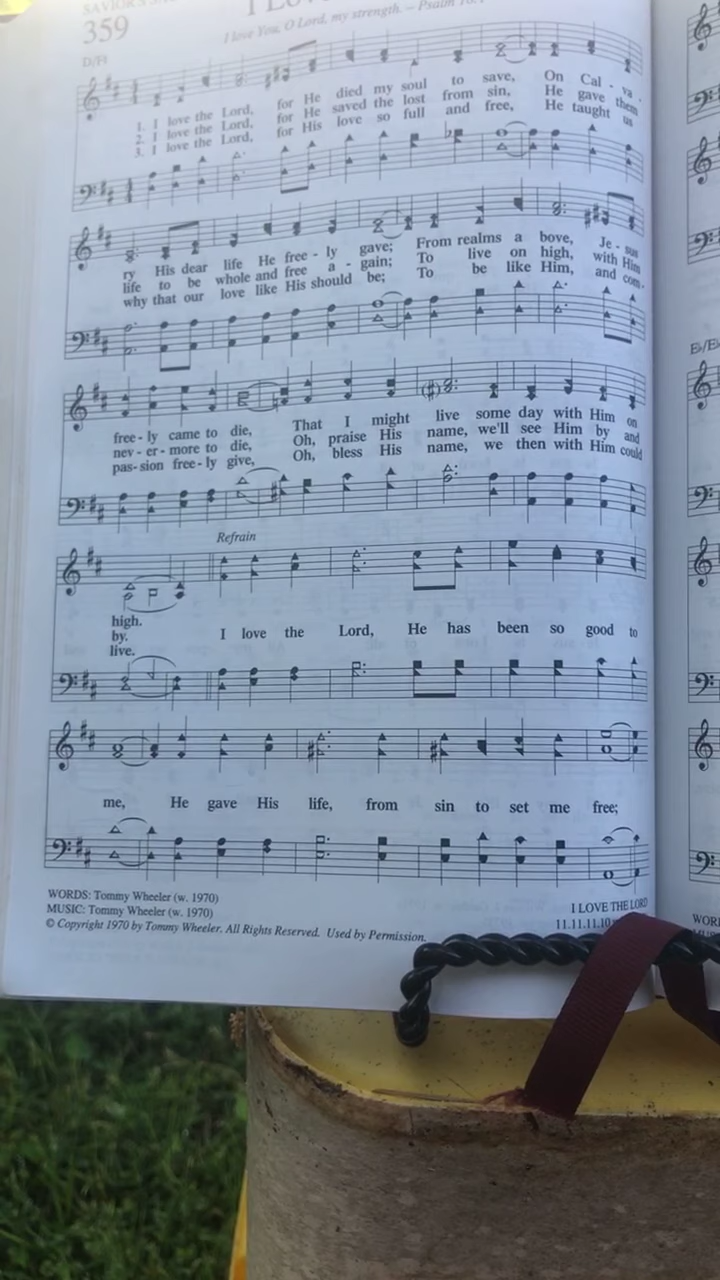 359
I love You, O Lord, my strength. – Psalm
D/F♯
1. I love the Lord, for He died my soul to save, On Cal - va -
2. I love the Lord, for He saved the lost from sin, He gave them
3. I love the Lord, for His love so full and free, He taught us
ry His dear life He free - ly gave; From realms a bove, Je - sus
life to be whole and free a - gain; To live on high, with Him
why that our love like His should be; To be like Him, and com-
free - ly came to die, That I might live some day with Him on
nev - er - more to die, Oh, praise His name, we'll see Him by and
pas- sion free - ly give, Oh, bless His name, we then with Him could
Refrain
high.
by.
live.
I love the Lord, He has been so good to
me, He gave His life, from sin to set me free;
WORDS: Tommy Wheeler (w. 1970)
MUSIC: Tommy Wheeler (w. 1970)
© Copyright 1970 by Tommy Wheeler. All Rights Reserved. Used by Permission.
I LOVE THE LORD
11.11.11.10